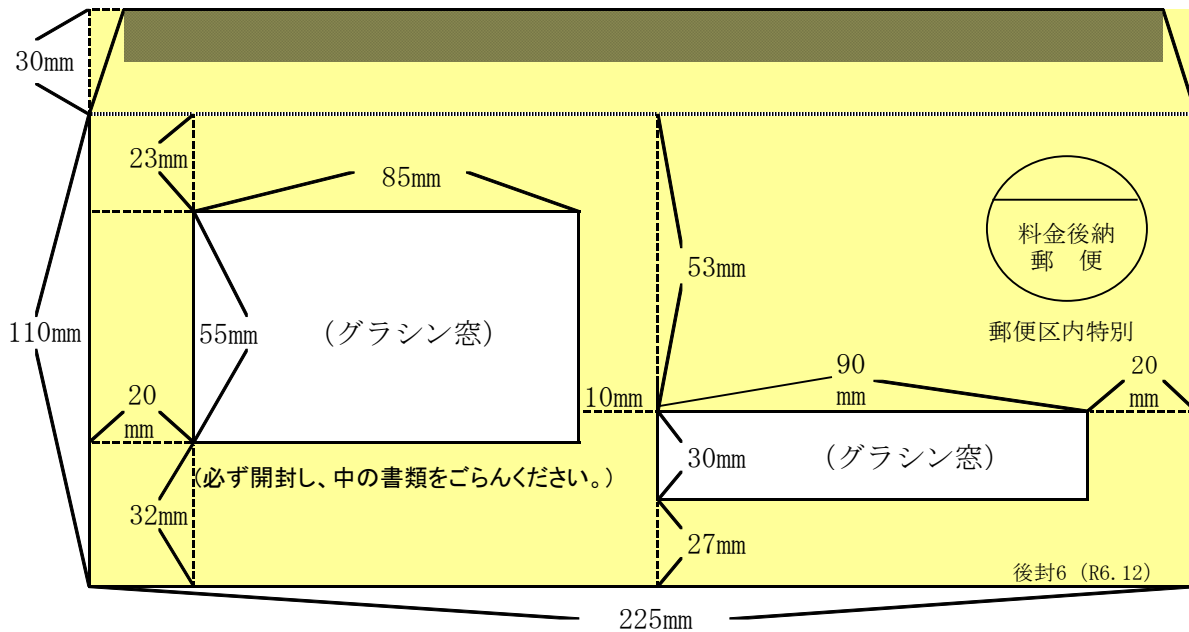 30mm
23mm
85mm
53mm
料金後納
郵　便
郵便区内特別
110mm
55mm
（グラシン窓）
90
mm
20
mm
20
mm
10mm
30mm
（グラシン窓）
（必ず開封し、中の書類をごらんください。）
32mm
27mm
後封6（R6.12）
225mm